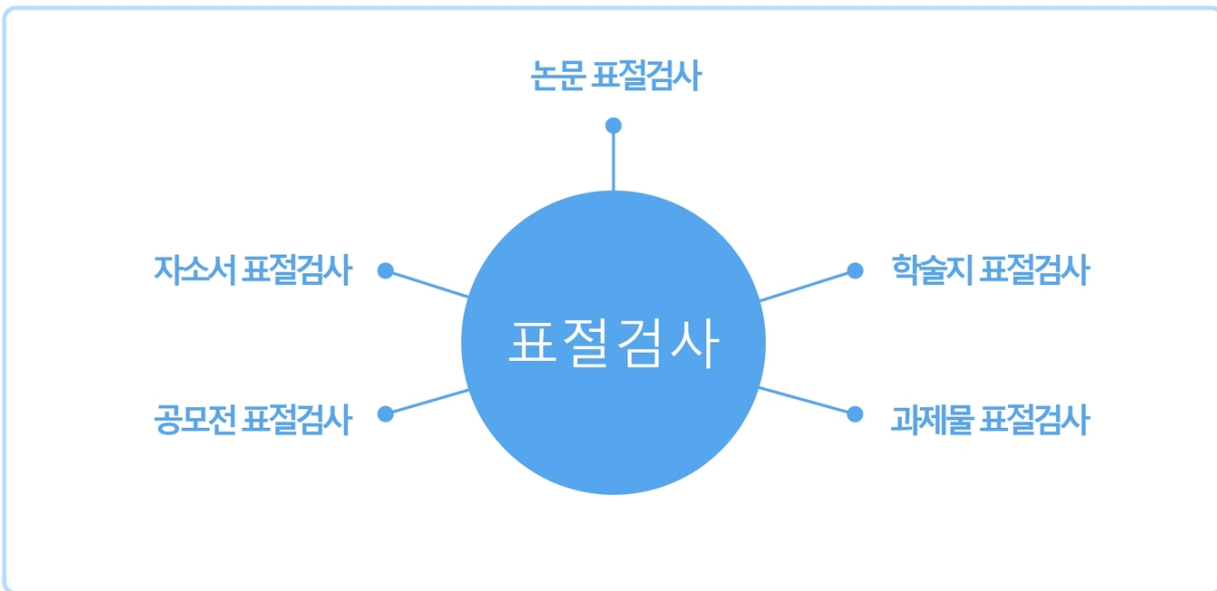 논문 표절검사
자소서 표절검사
학술지 표절검사
표절검사
공모전 표절검사
과제물 표절검사